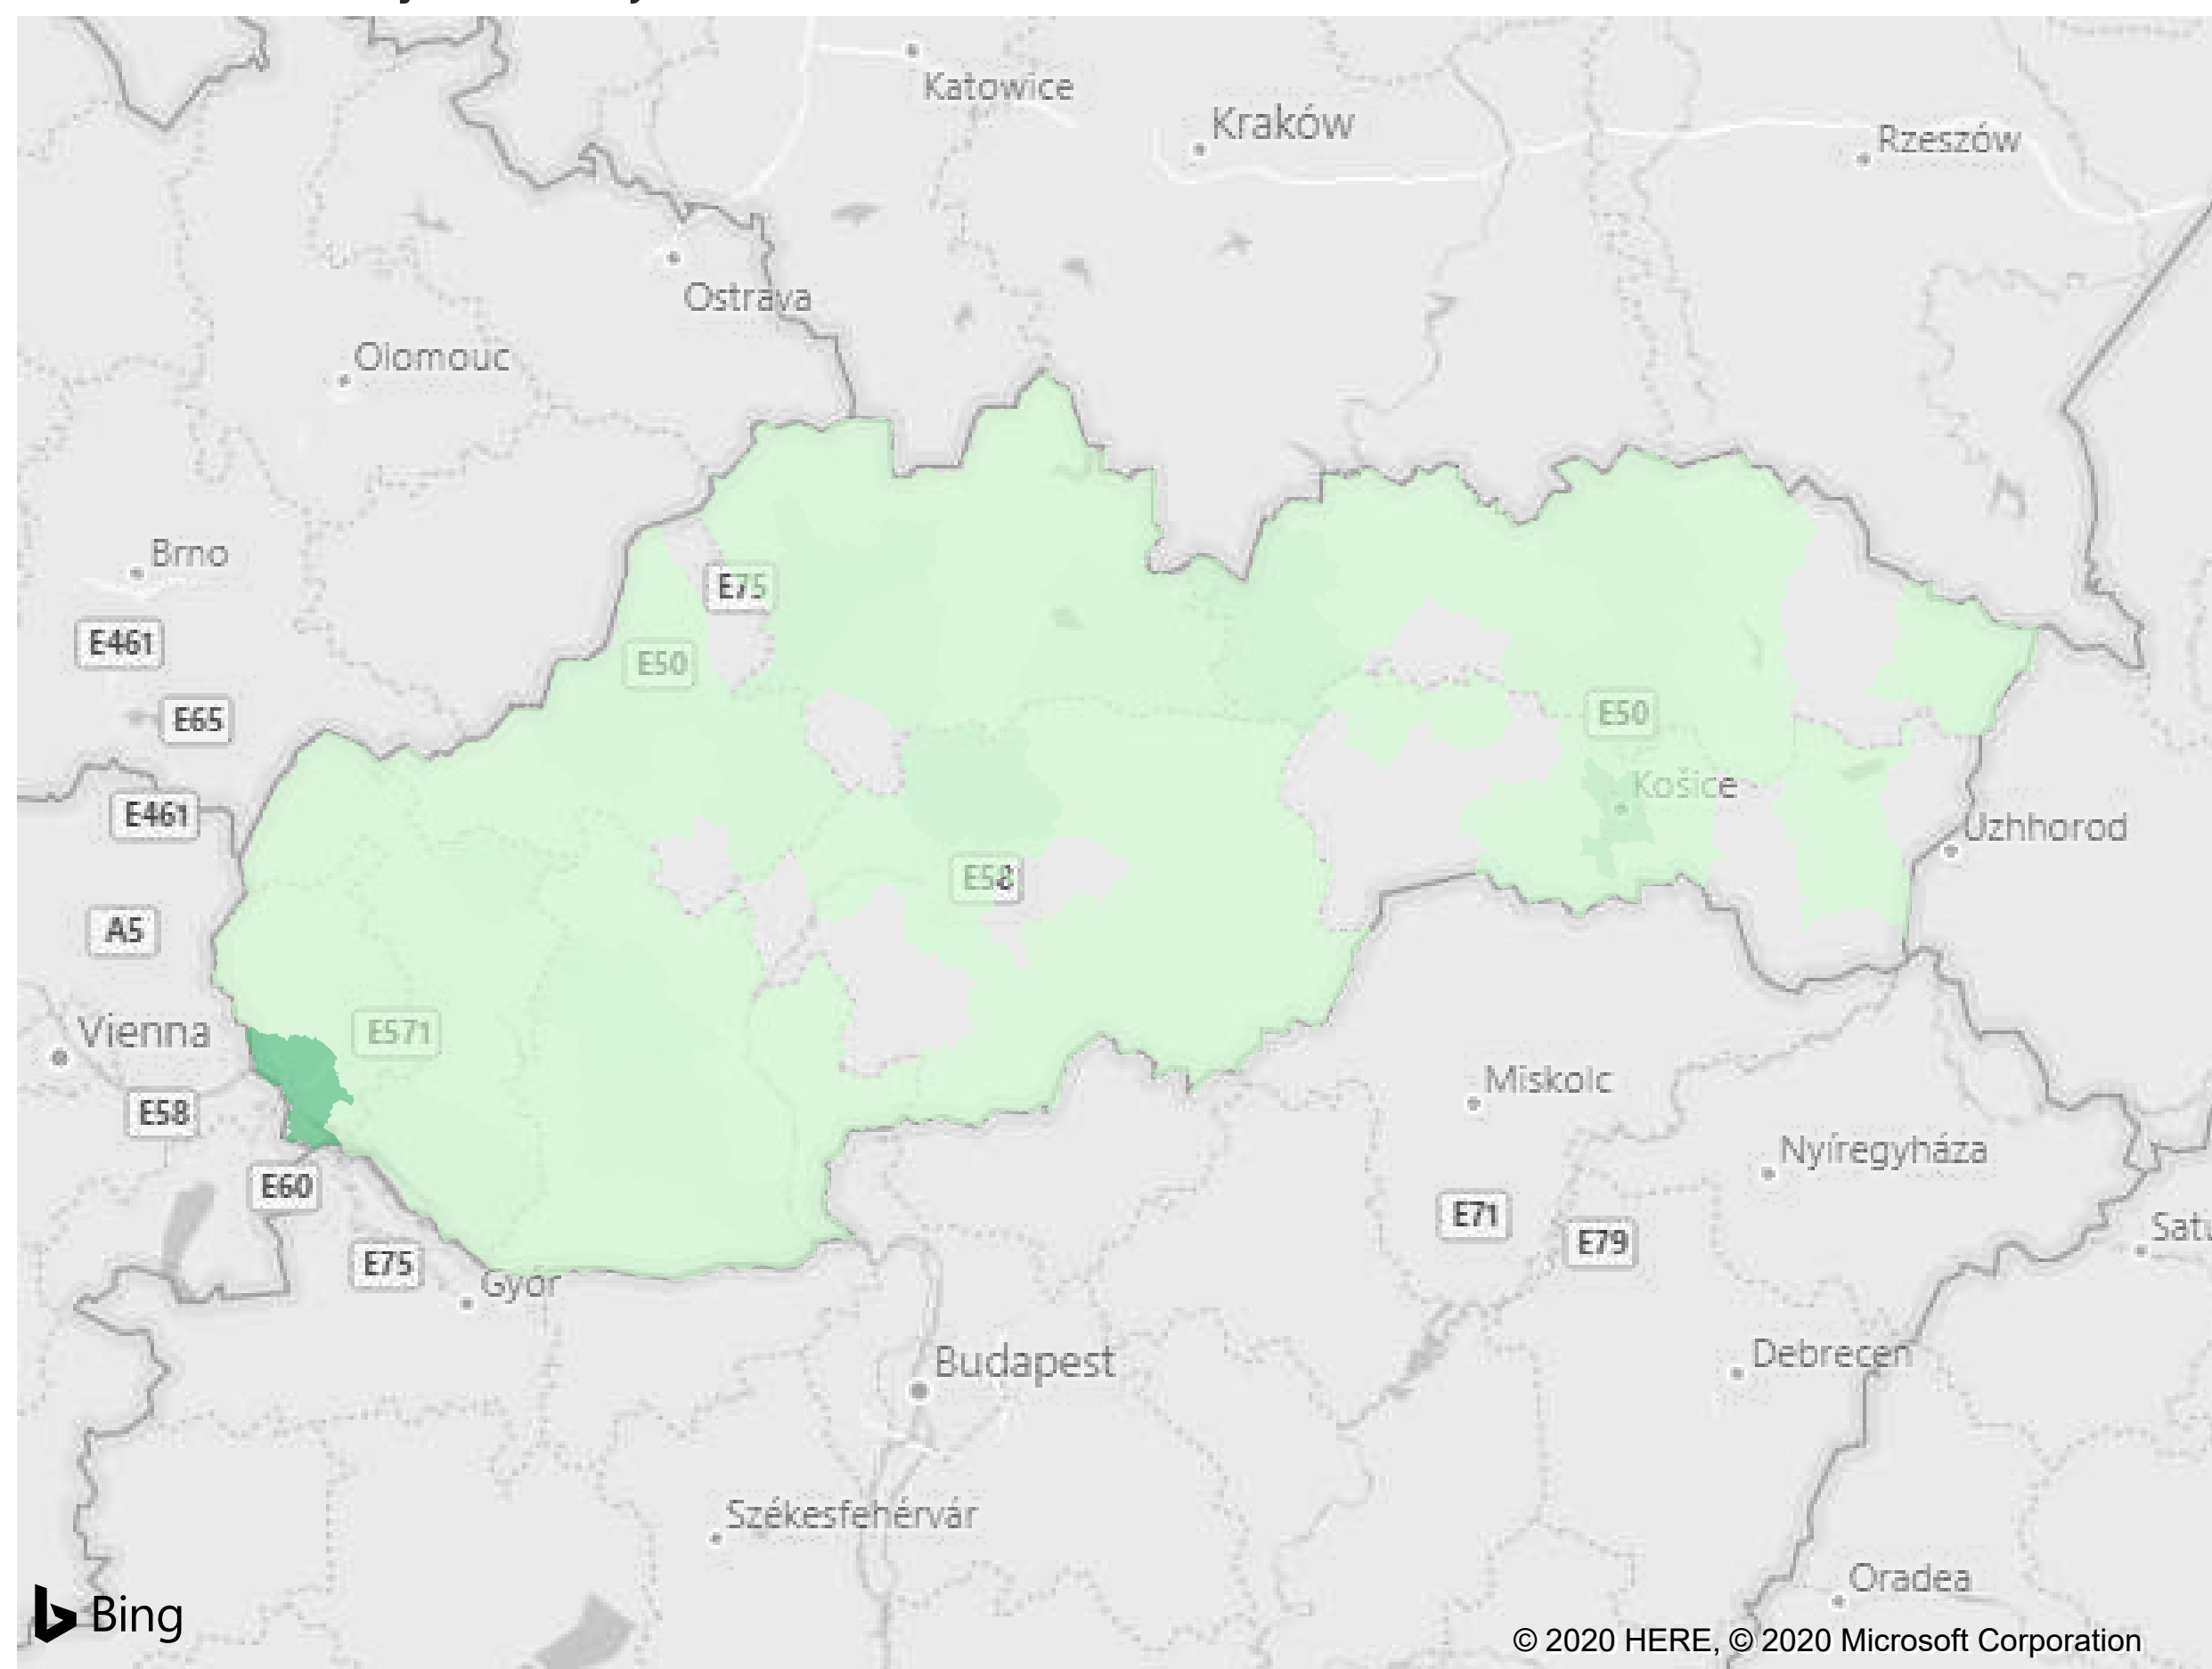 Katowice
Kraków
Rzeszów
Ostrava
Olomouc
Brno
E75
E461
E50
E65
E50
Košice
E461
Uzhhorod
E58
A5
Vienna
E571
Miskolc
E58
Nyíregyháza
E60
E71
E79
E75
Győr
Budapest
Debrecen
Székesfehérvár
Oradea
Bing
© 2020 HERE, © 2020 Microsoft Corporation